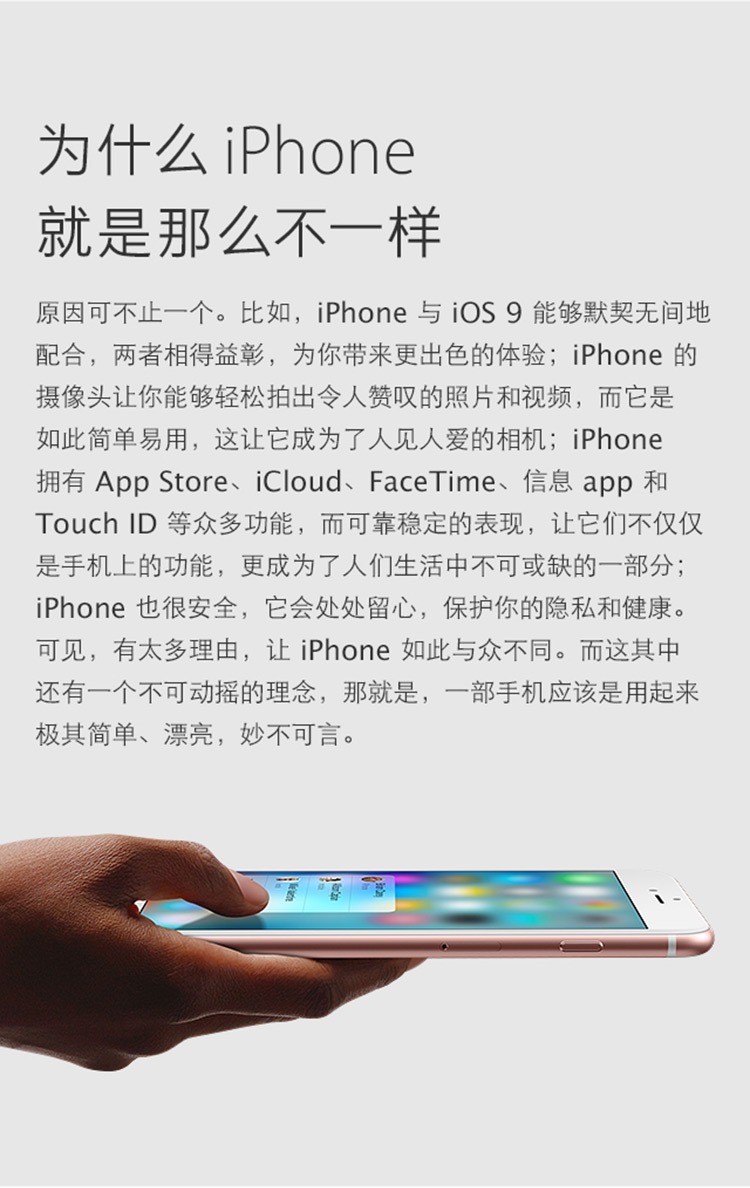 为什么 iPhone
就是那么不一样
原因可不止一个。比如，iPhone 与 iOS 9 能够默契无间地
配合，两者相得益彰，为你带来更出色的体验；iPhone 的
摄像头让你能够轻松拍出令人赞叹的照片和视频，而它是
如此简单易用，这让它成为了人见人爱的相机；iPhone
拥有 App Store、iCloud、FaceTime、信息 app 和
Touch ID 等众多功能，而可靠稳定的表现，让它们不仅仅
是手机上的功能，更成为了人们生活中不可或缺的一部分；
iPhone 也很安全，它会处处留心，保护你的隐私和健康。
可见，有太多理由，让 iPhone 如此与众不同。而这其中
还有一个不可动摇的理念，那就是，一部手机应该是用起来
极其简单、漂亮，妙不可言。